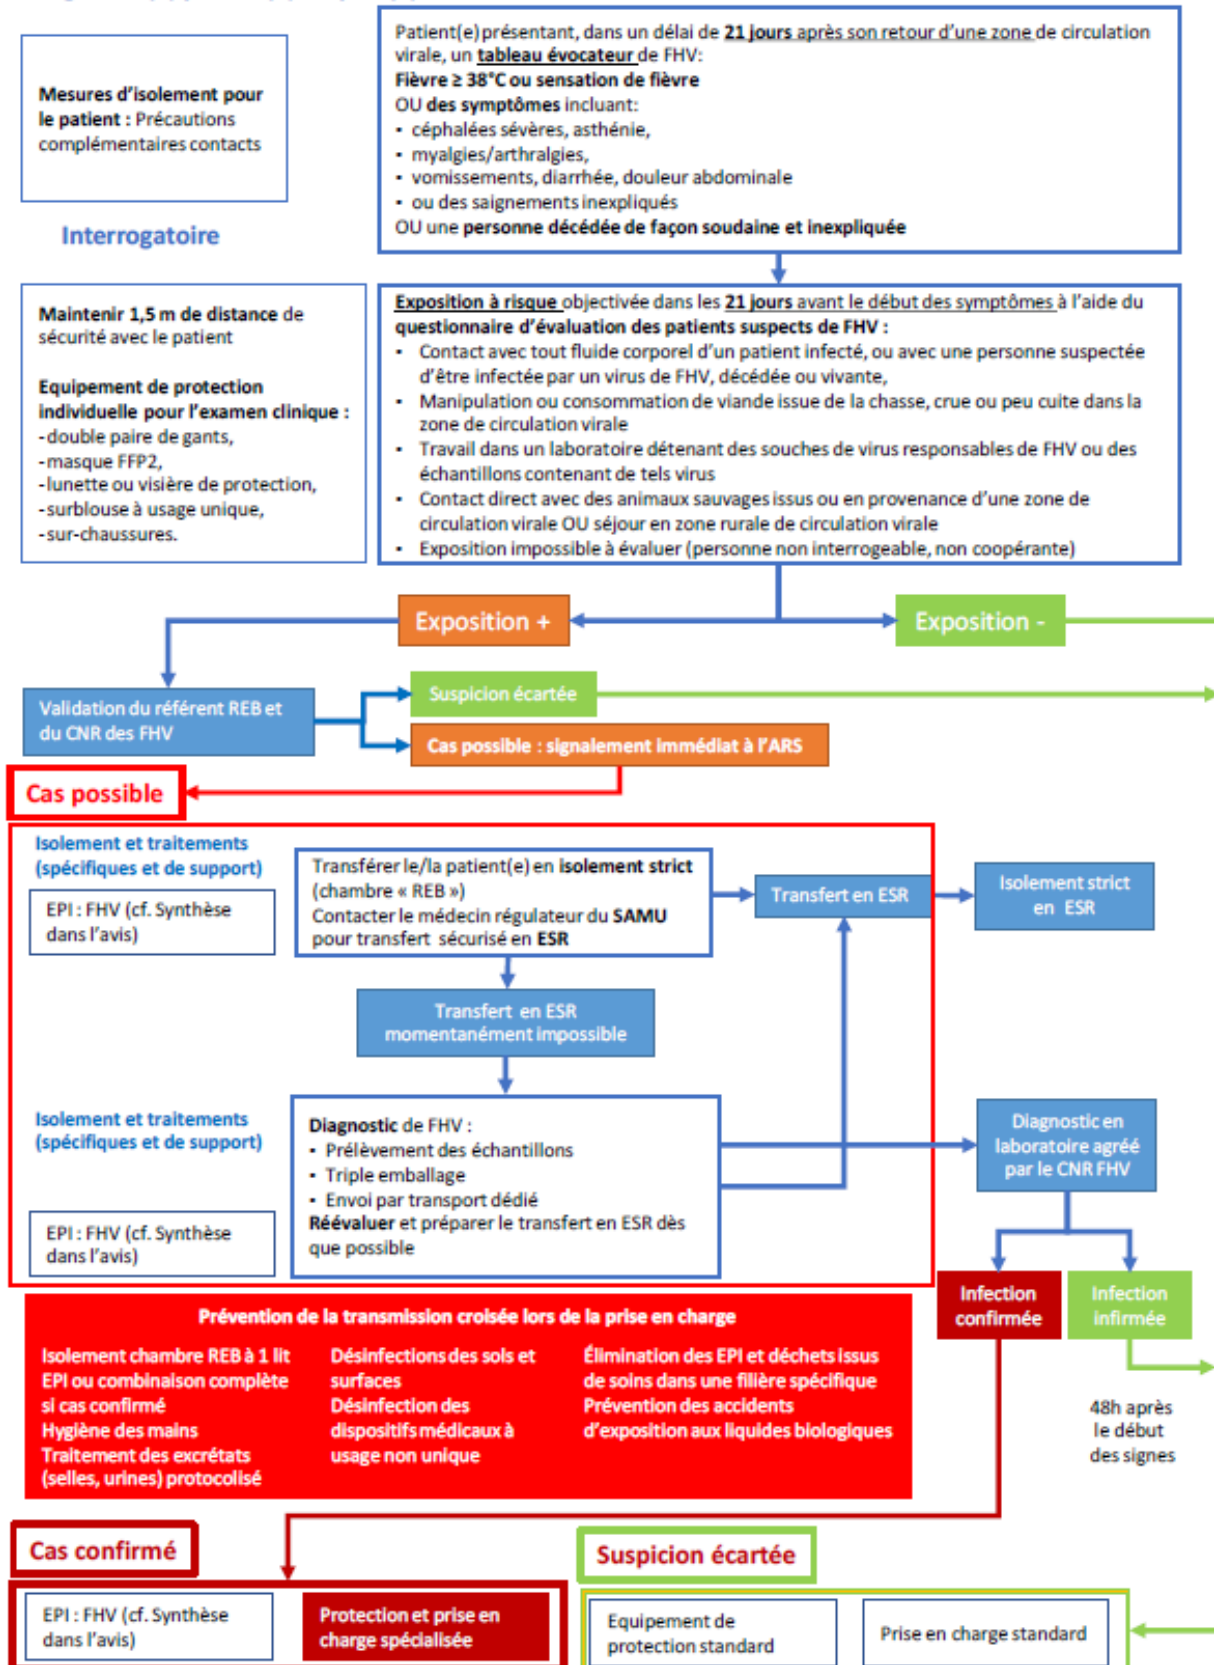 Patient(e) présentant, dans un délai de 21 jours après son retour d'une zone de circulation
virale, un tableau évocateur de FHV:
Fièvre ≥ 38°C ou sensation de fièvre
OU des symptômes incluant:
▪ céphalées sévères, asthénie,
▪ myalgies/arthralgies,
▪ vomissements, diarrhée, douleur abdominale
▪ ou des saignements inexpliqués
OU une personne décédée de façon soudaine et inexpliquée
Mesures d'isolement pour
le patient : Précautions
complémentaires contacts
Interrogatoire
Maintenir 1,5 m de distance de
sécurité avec le patient
Equipement de protection
individuelle pour l'examen clinique :
-double paire de gants,
-masque FFP2,
-lunette ou visière de protection,
-surblouse à usage unique,
-sur-chaussures.
Exposition à risque objectivée dans les 21 jours avant le début des symptômes à l'aide du
questionnaire d'évaluation des patients suspects de FHV :
▪ Contact avec tout fluide corporel d'un patient infecté, ou avec une personne suspectée
d'être infectée par un virus de FHV, décédée ou vivante,
▪ Manipulation ou consommation de viande issue de la chasse, crue ou peu cuite dans la
zone de circulation virale
▪ Travail dans un laboratoire détenant des souches de virus responsables de FHV ou des
échantillons contenant de tels virus
▪ Contact direct avec des animaux sauvages issus ou en provenance d'une zone de
circulation virale OU séjour en zone rurale de circulation virale
▪ Exposition impossible à évaluer (personne non interrogeable, non coopérante)
Exposition +
Exposition -
Validation du référent REB et
du CNR des FHV
Suspicion écartée
Cas possible : signalement immédiat à l'ARS
Cas possible
Isolement et traitements
(spécifiques et de support)
EPI : FHV (cf. Synthèse
dans l'avis)
Transférer le/la patient(e) en isolement strict
(chambre « REB »)
Contacter le médecin régulateur du SAMU
pour transfert sécurisé en ESR
Transfert en ESR
Isolement strict
en ESR
Transfert en ESR
momentanément impossible
Isolement et traitements
(spécifiques et de support)
EPI : FHV (cf. Synthèse
dans l'avis)
Diagnostic de FHV :
▪ Prélèvement des échantillons
▪ Triple emballage
▪ Envoi par transport dédié
Réévaluer et préparer le transfert en ESR dès
que possible
Diagnostic en
laboratoire agréé
par le CNR FHV
Infection
confirmée
Infection
infirmée
48h après
le début
des signes
Prévention de la transmission croisée lors de la prise en charge
Isolement chambre REB à 1 lit
EPI ou combinaison complète
si cas confirmé
Hygiène des mains
Traitement des excrétats
(selles, urines) protocolisé
Désinfections des sols et
surfaces
Désinfection des
dispositifs médicaux à
usage non unique
Élimination des EPI et déchets issus
de soins dans une filière spécifique
Prévention des accidents
d'exposition aux liquides biologiques
Cas confirmé
EPI : FHV (cf. Synthèse
dans l'avis)
Protection et prise en
charge spécialisée
Suspicion écartée
Equipement de
protection standard
Prise en charge standard